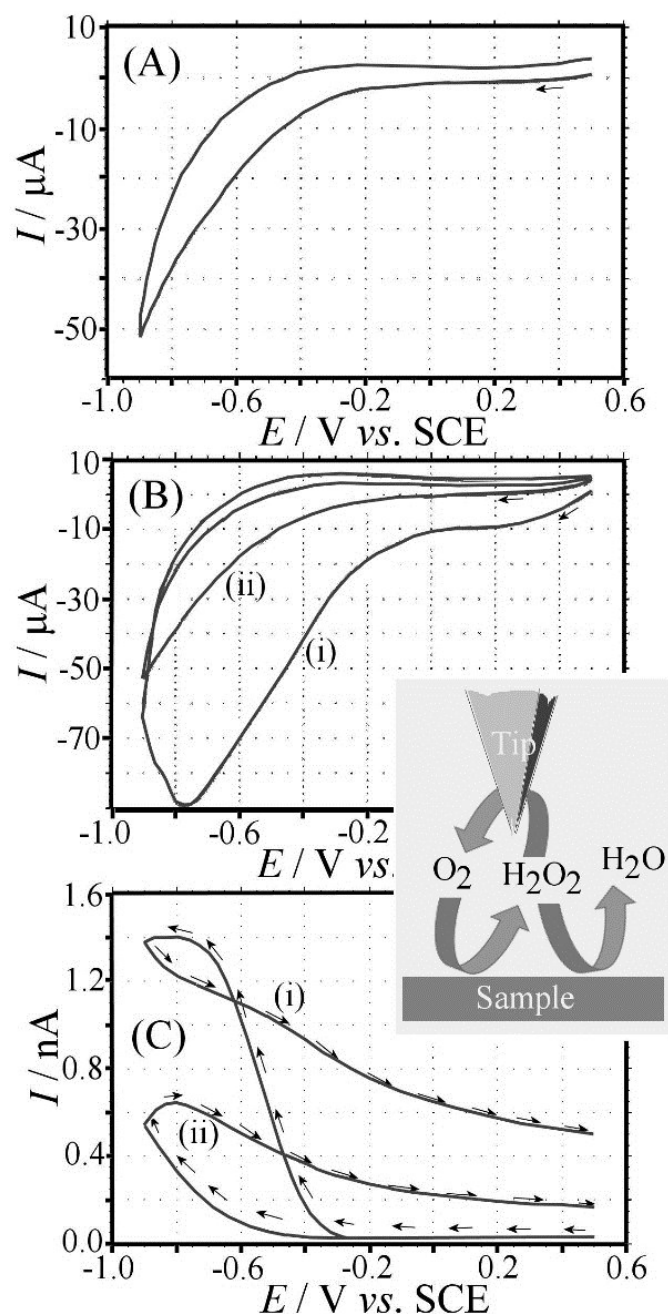 (A)
10
-10
-30
-50
I / μA
-1.0 -0.6 -0.2 0.2 0.6
E / V vs. SCE
(B)
10
-10
-30
-50
-70
I / μA
(ii)
(i)
-1.0 -0.6 -0.2
E / V vs.
Tip
O2 H2O2 H2O
Sample
(C)
1.6
1.2
0.8
0.4
0.0
I / nA
(i)
(ii)
-1.0 -0.6 -0.2 0.2 0.6
E / V vs. SCE